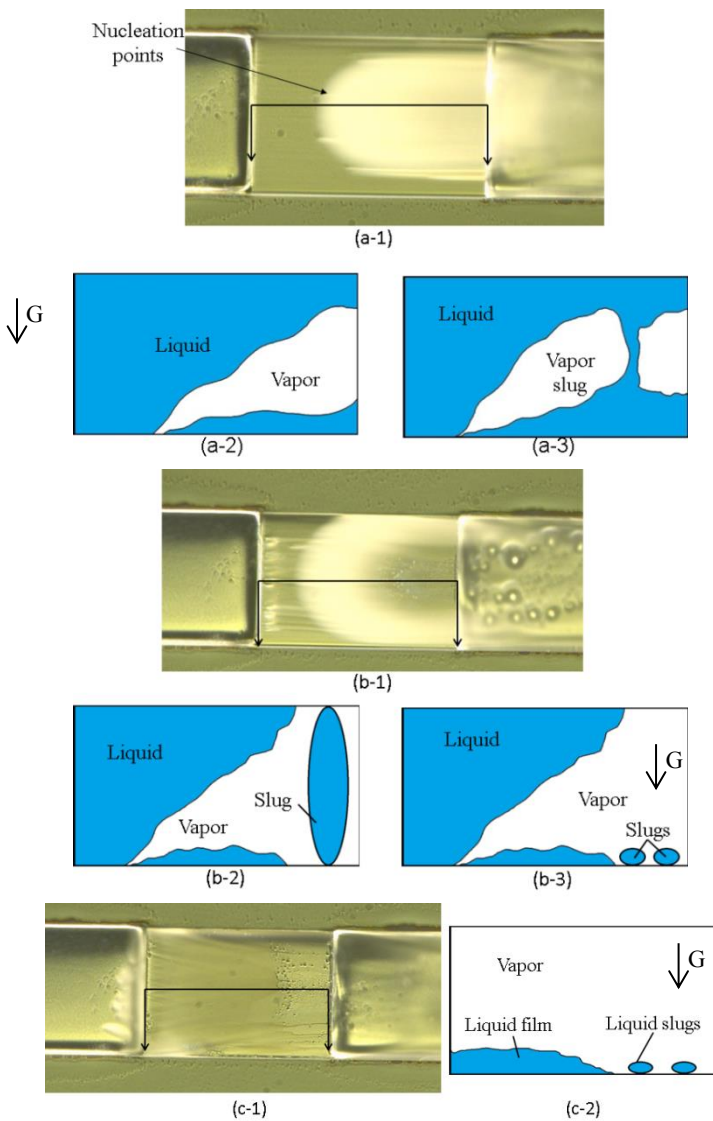 Nucleation
points
(a-1)
G
Liquid
Vapor
(a-2)
Liquid
Vapor
slug
(a-3)
(b-1)
Liquid
Vapor
Slug
(b-2)
Liquid
G
Vapor
Slugs
(b-3)
(c-1)
Vapor
G
Liquid film
Liquid slugs
(c-2)